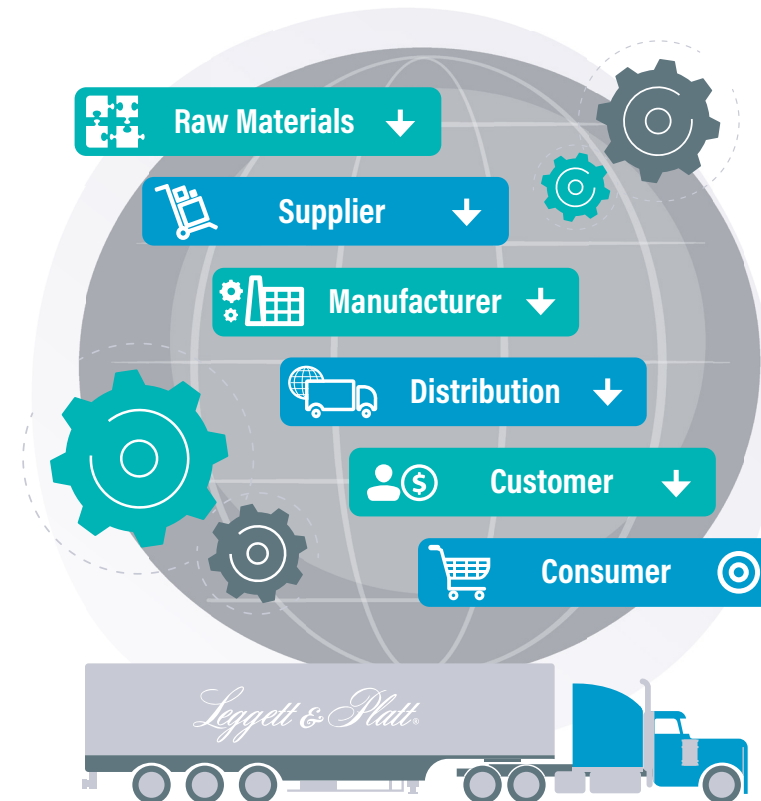 Raw Materials
Supplier
Manufacturer
Distribution
$
Customer
Consumer
Leggett & Platt®